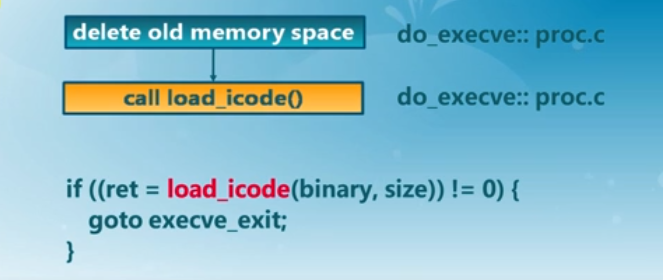 delete old memory space do_execve:: proc.c
call load_icode() do_execve:: proc.c
if ((ret = load_icode(binary, size)) != 0) {
goto execve_exit;
}